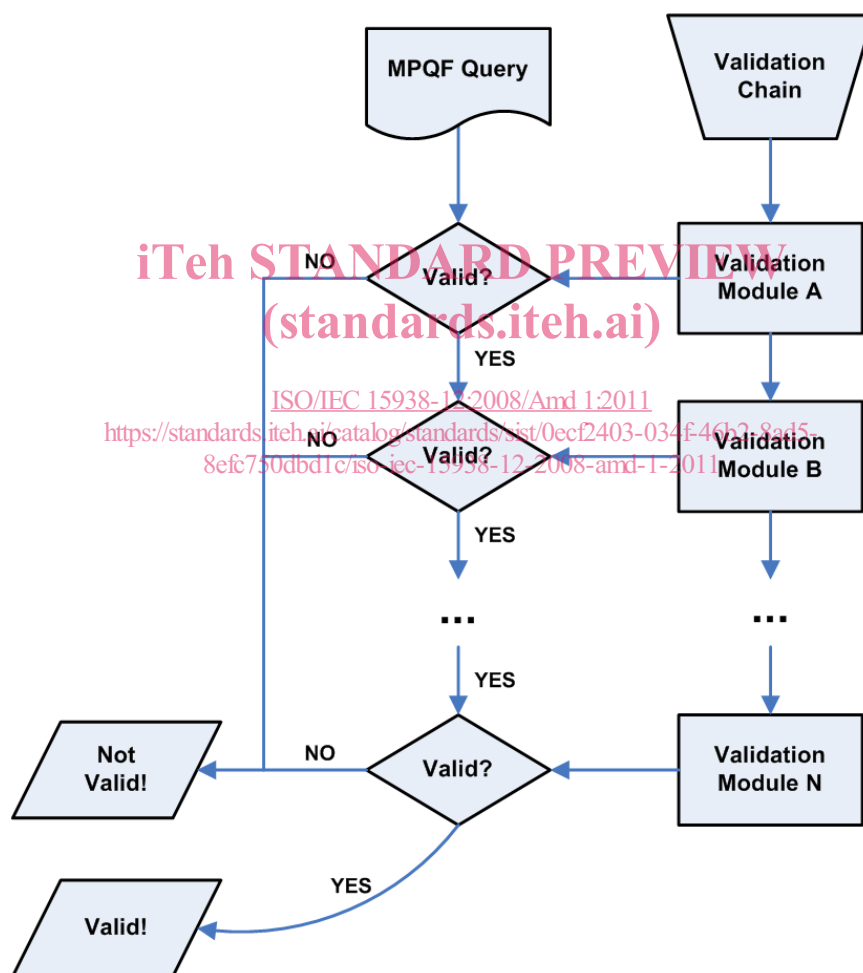 MPQF Query
Validation
Chain
iTeh STANDARD PREVIEW
(standards.iteh.ai)
NO
Valid?
Validation
Module A
YES
ISO/IEC 15938-12:2008/Amd 1:2011
https://standards.iteh.ai/catalog/standards/sist/0ecf2403-034f-46b2-8ad5-
8efc750dbd1c/iso-iec-15938-12-2008-amd-1-2011
NO
Valid?
Validation
Module B
YES
...
...
YES
Not
Valid!
NO
Valid?
Validation
Module N
YES
Valid!